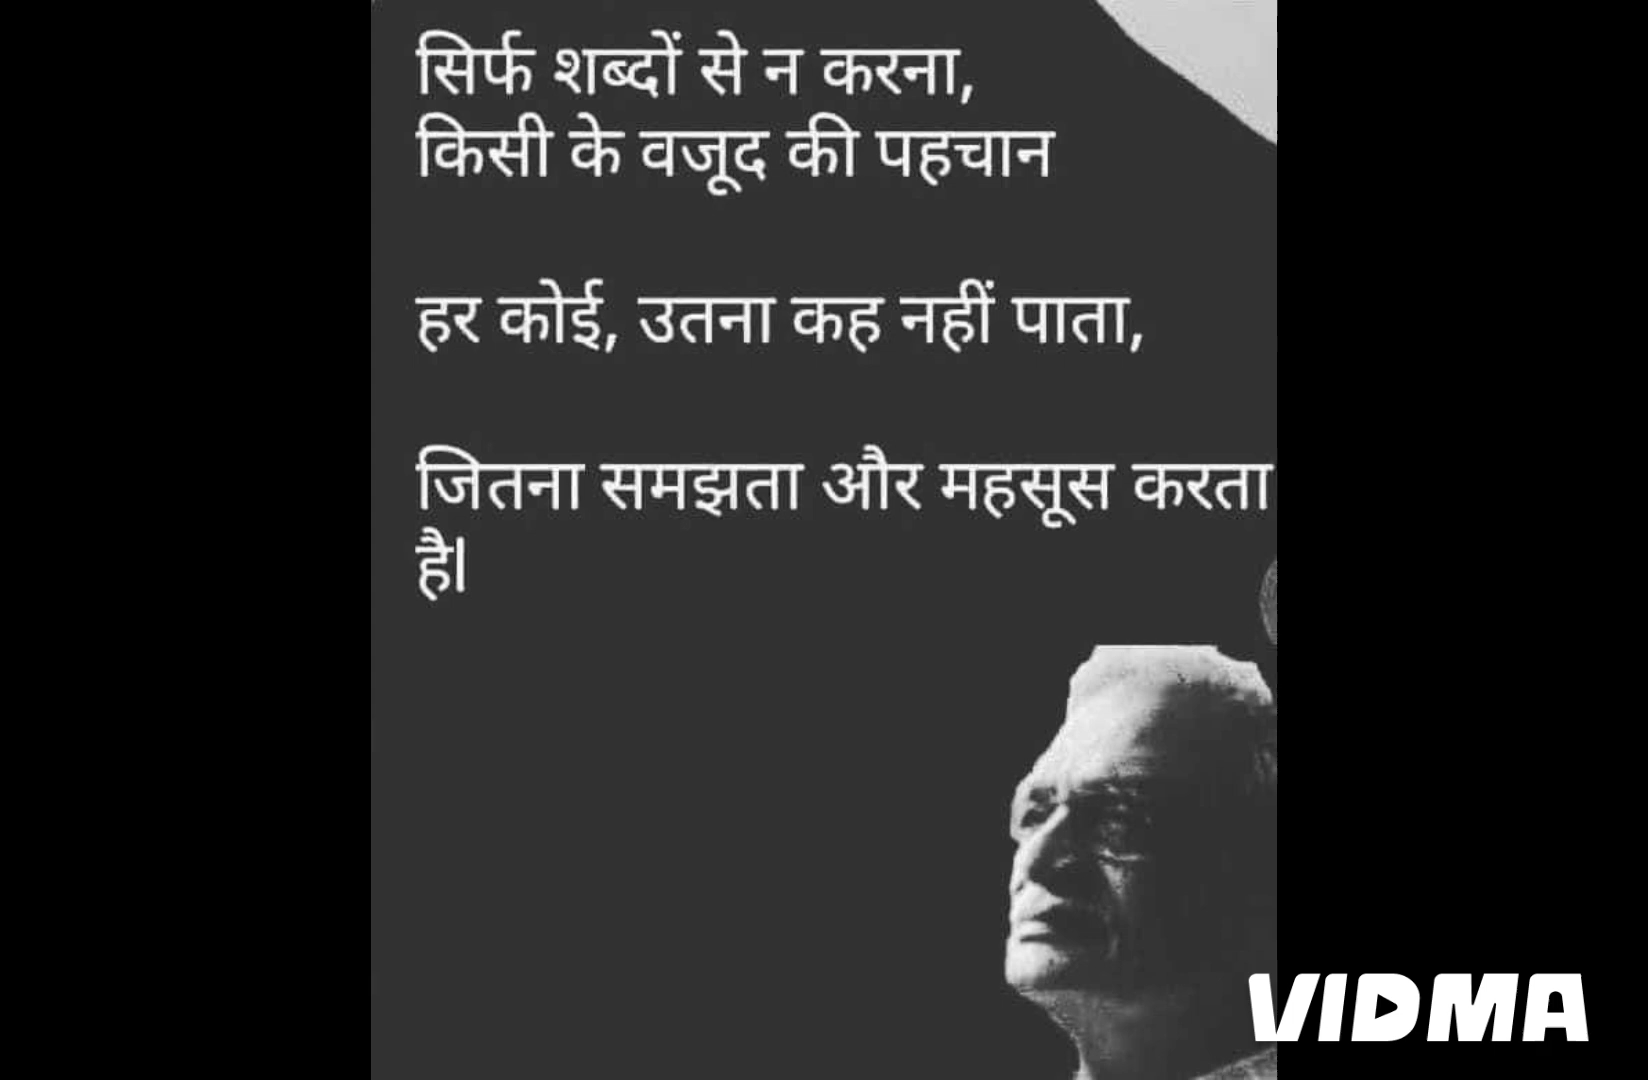 सिर्फ शब्दों से न करना,
किसी के वजूद की पहचान
हर कोई, उतना कह नहीं पाता,
जितना समझता और महसूस करता
है।
VIDMA